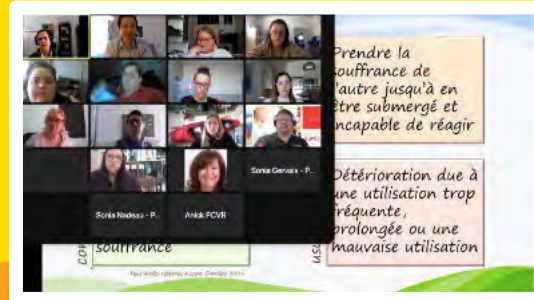 Prendre la
souffrance de
l'autre jusqu'à en
être submergé et
incapable de réagir
Sonia Gervais - P...
Sonia Nadeau - P...
Anick PCVR
Détérioration due à
une utilisation trop
fréquente,
prolongée ou une
mauvaise utilisation
souffrance